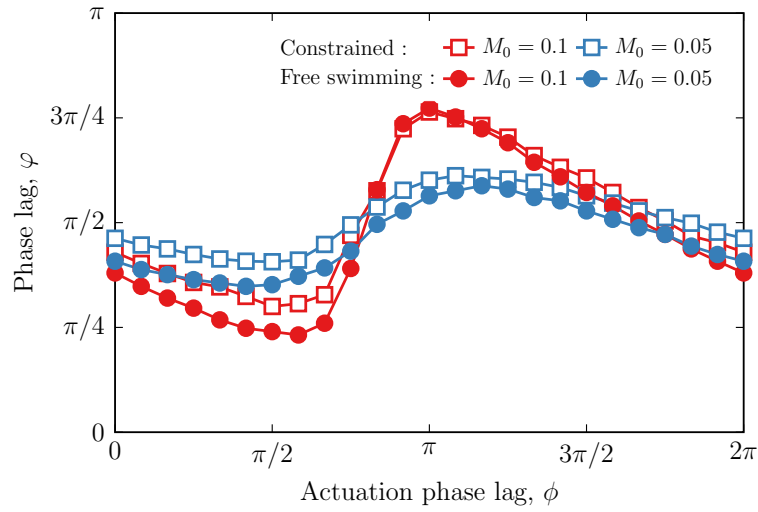 π
3π/4
π/2
π/4
0
Phase lag, φ
Constrained : M₀ = 0.1 M₀ = 0.05
Free swimming : M₀ = 0.1 M₀ = 0.05
0 π/2 π 3π/2 2π
Actuation phase lag, ϕ